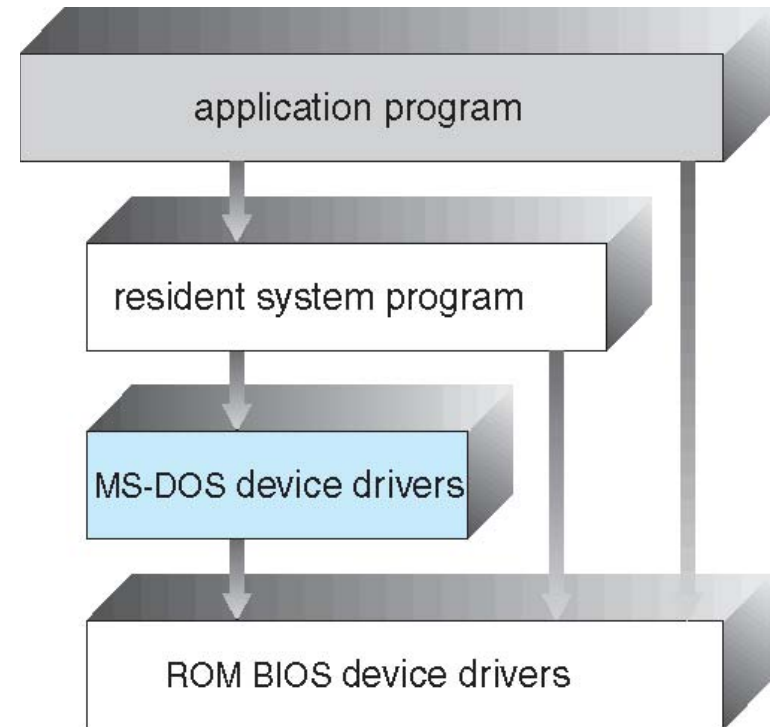 application program
resident system program
MS-DOS device drivers
ROM BIOS device drivers